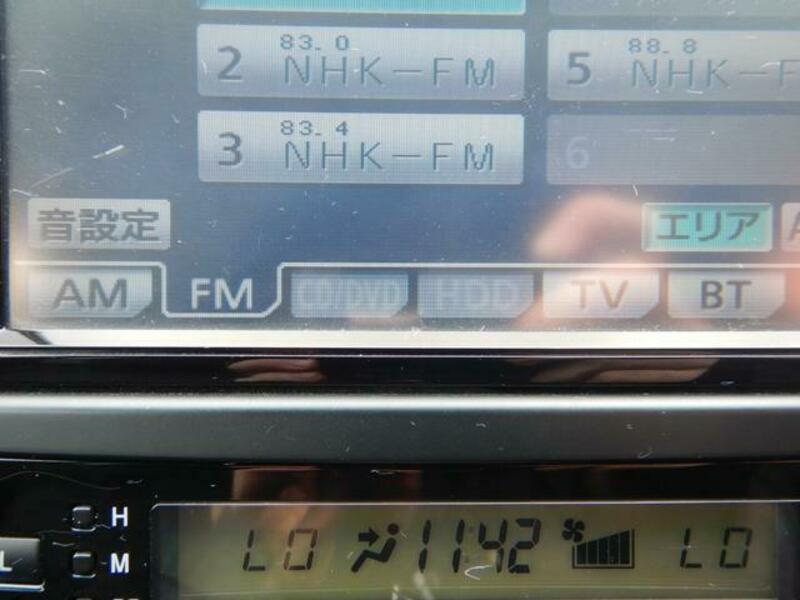 83.0
2 NHK-FM
88.8
5 NHK-F
83.4
3 NHK-FM
6
音設定
エリア
A
AM
FM
CD/DVD
HDD
TV
BT
H
M
L
LO
11:42
LO